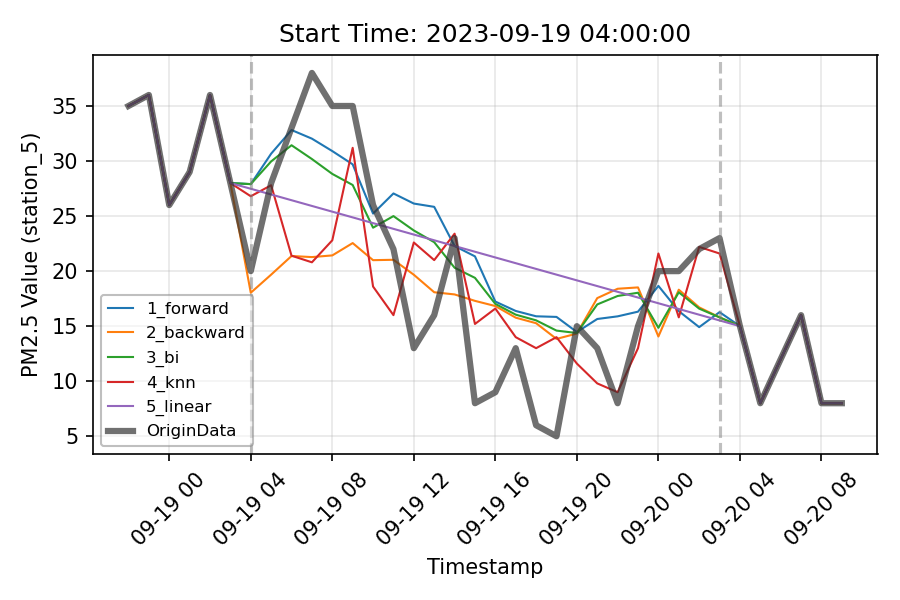 Start Time: 2023-09-19 04:00:00
PM2.5 Value (station_5)
35
30
25
20
15
10
5
1_forward
2_backward
3_bi
4_knn
5_linear
OriginData
09-19 00
09-19 04
09-19 08
09-19 12
09-19 16
09-19 20
09-20 00
09-20 04
09-20 08
Timestamp